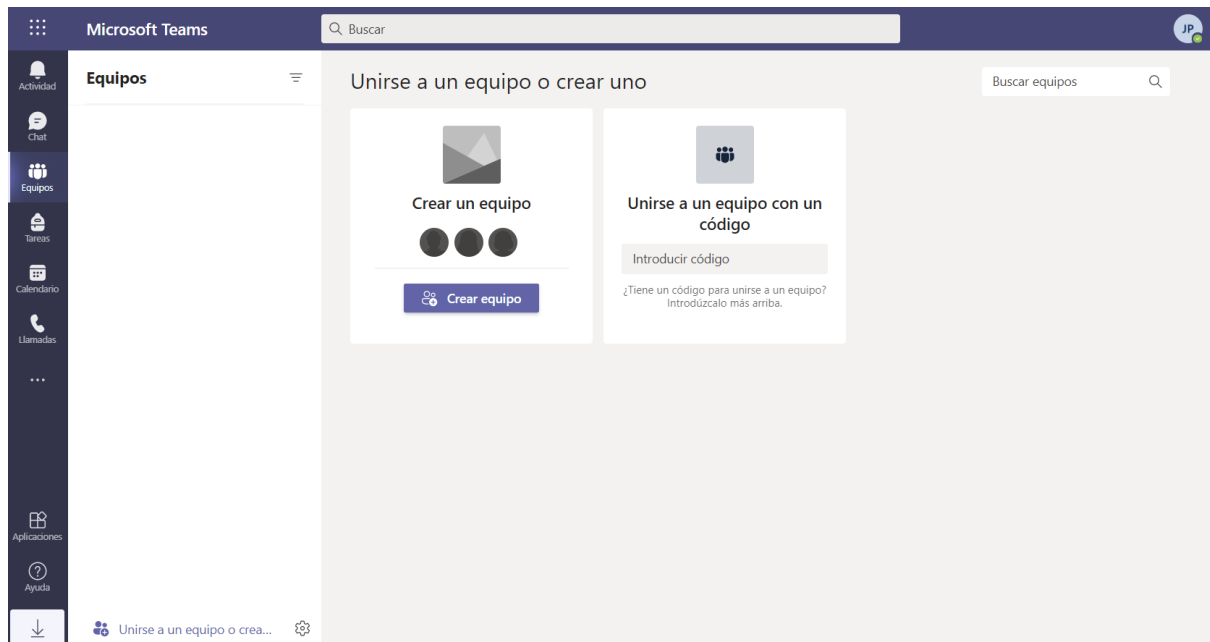 Microsoft Teams
Buscar
JP
Actividad
Chat
Equipos
Tareas
Calendario
Llamadas
Aplicaciones
Ayuda
Equipos
Unirse a un equipo o crea...
Unirse a un equipo o crear uno
Buscar equipos
Crear un equipo
Crear equipo
Unirse a un equipo con un
código
Introducir código
¿Tiene un código para unirse a un equipo?
Introdúzcalo más arriba.